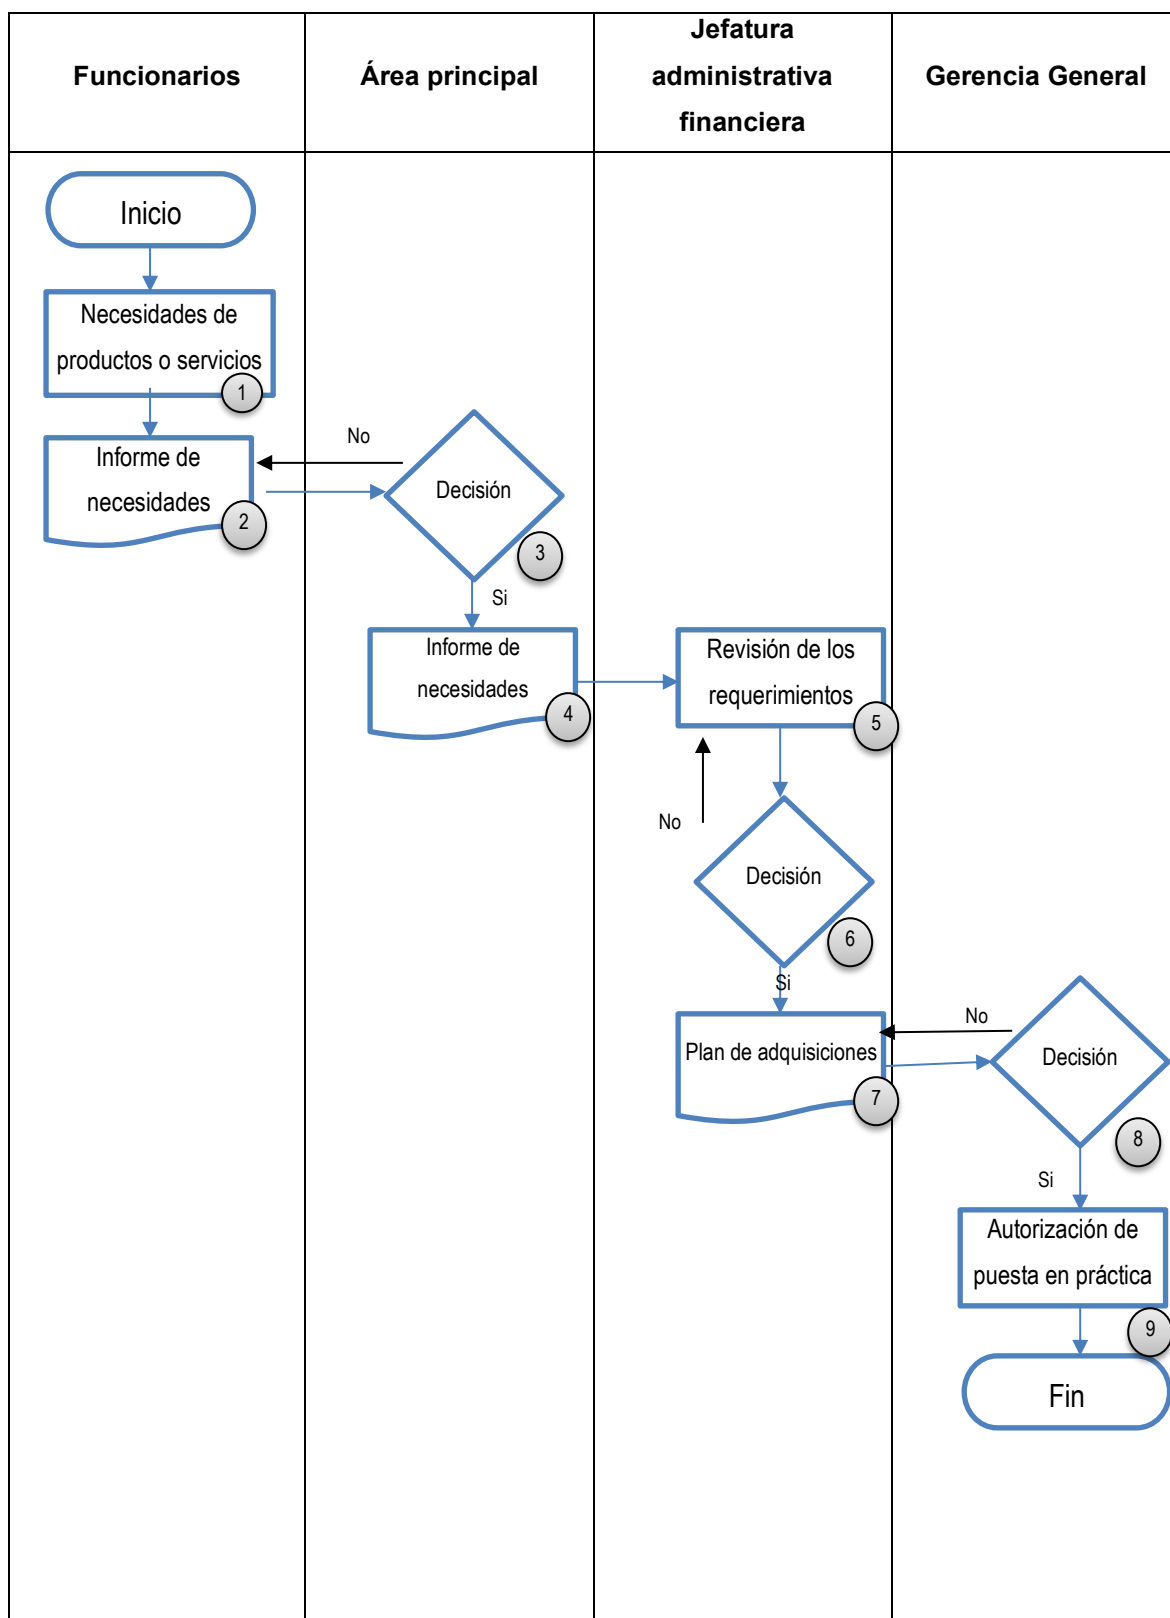 Funcionarios
Área principal
Jefatura
administrativa
financiera
Gerencia General
Inicio
Necesidades de
productos o servicios
1
Informe de
necesidades
2
No
Decisión
3
Si
Informe de
necesidades
4
Revisión de los
requerimientos
5
No
Decisión
6
Si
Plan de adquisiciones
7
No
Decisión
8
Si
Autorización de
puesta en práctica
9
Fin